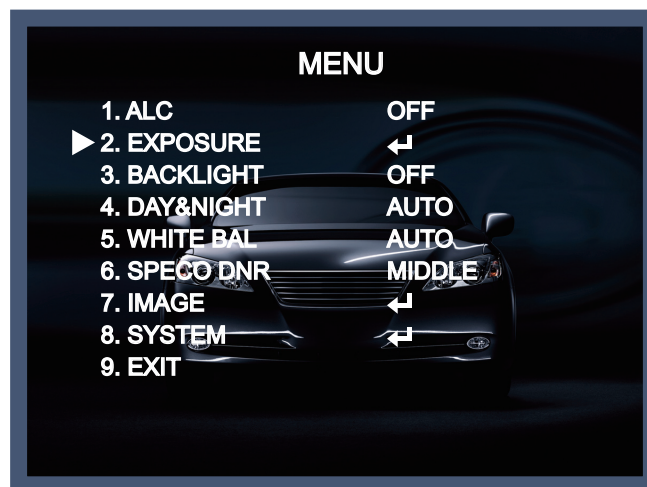 MENU
1. ALC OFF
2. EXPOSURE ↵
3. BACKLIGHT OFF
4. DAY&NIGHT AUTO
5. WHITE BAL AUTO
6. SPECO DNR MIDDLE
7. IMAGE ↵
8. SYSTEM ↵
9. EXIT